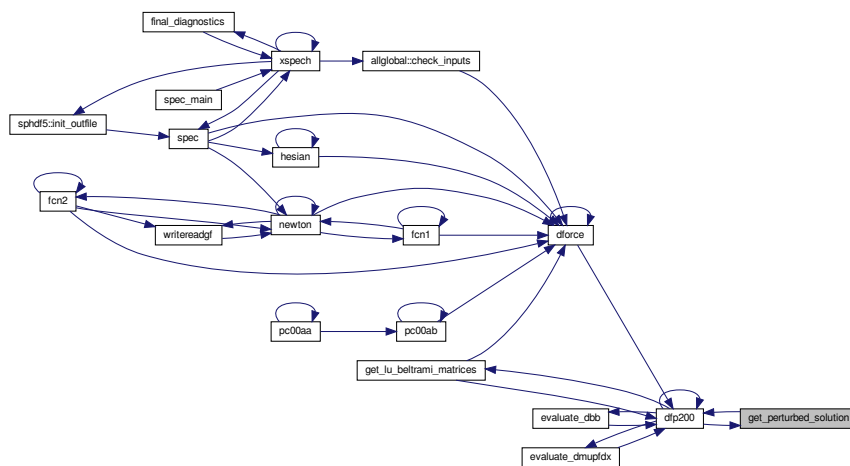 final_diagnostics
xspech
allglobal::check_inputs
spec_main
sphdf5::init_outfile
spec
hesian
fcn2
newton
writereadgf
fcn1
dforce
pc00aa
pc00ab
get_lu_beltrami_matrices
evaluate_dbb
dfp200
get_perturbed_solution
evaluate_dmupfdx